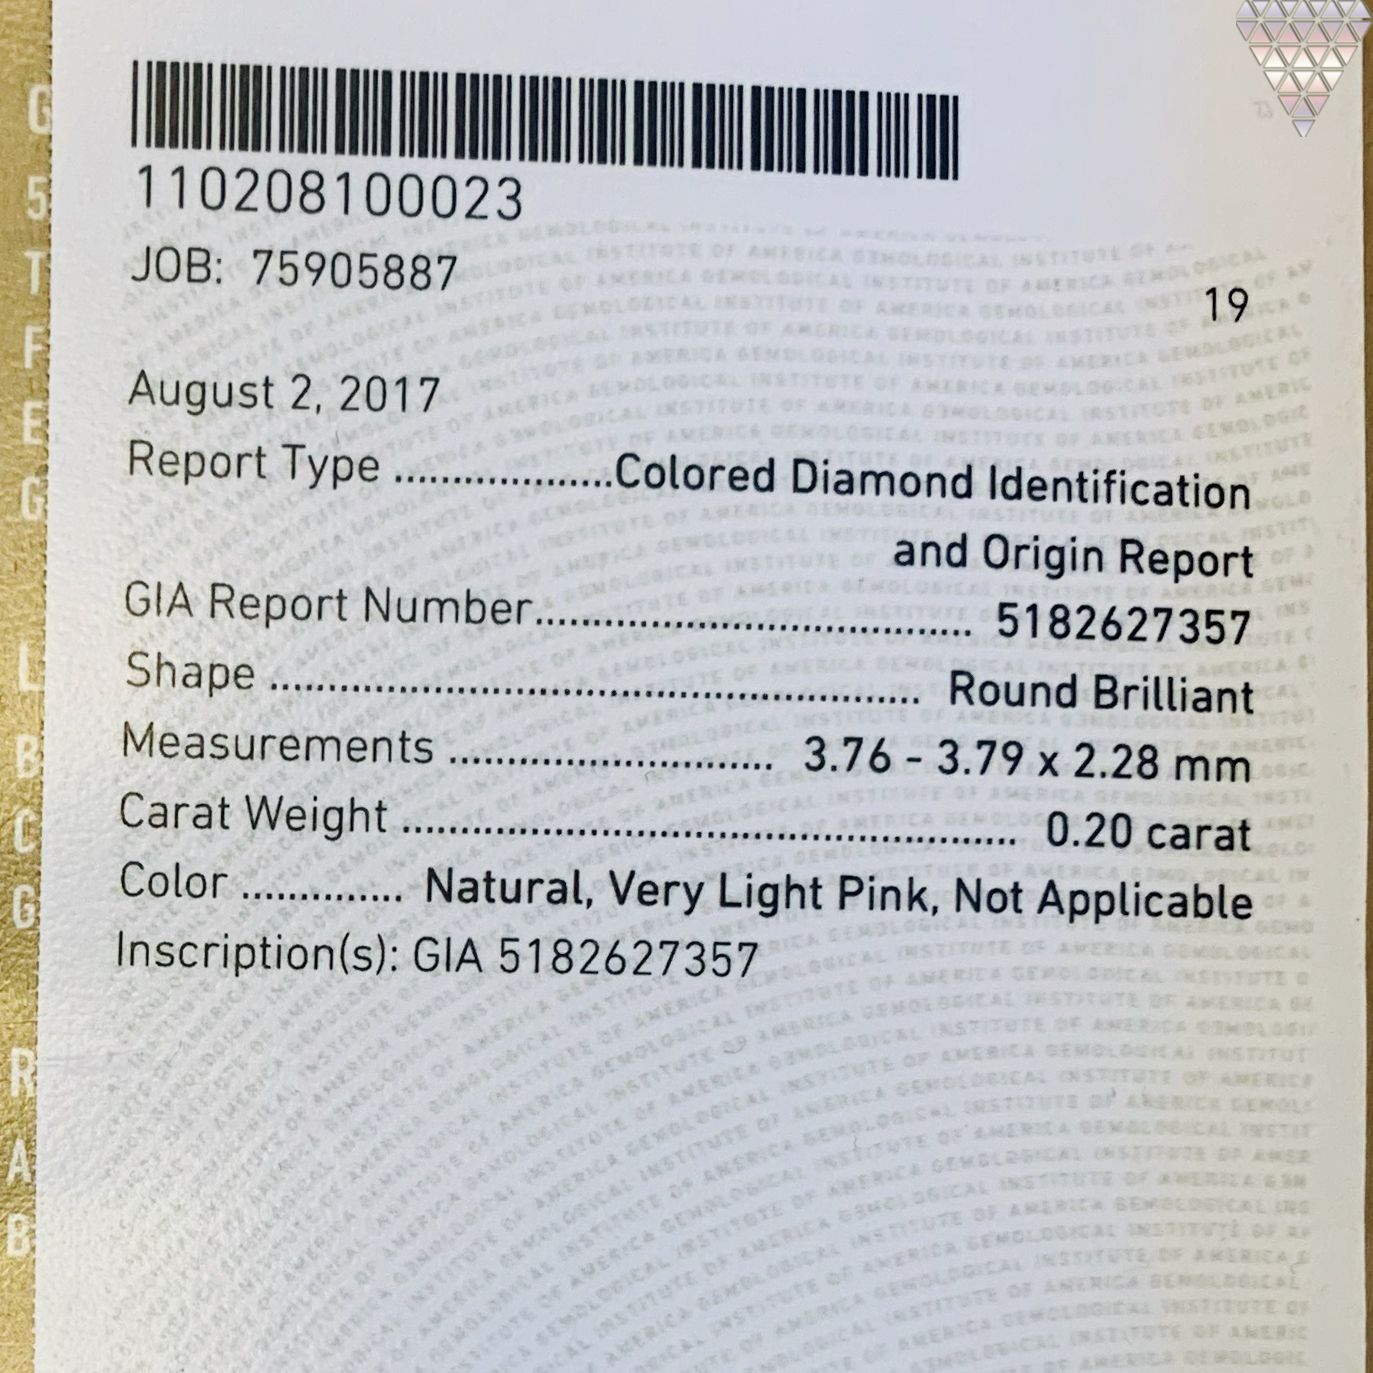 110208100023
JOB: 75905887
19
August 2, 2017
Report Type ...................Colored Diamond Identification
and Origin Report
GIA Report Number...................................... 5182627357
Shape ........................................................ Round Brilliant
Measurements ............................ 3.76 - 3.79 x 2.28 mm
Carat Weight ..................................................... 0.20 carat
Color .............. Natural, Very Light Pink, Not Applicable
Inscription(s): GIA 5182627357